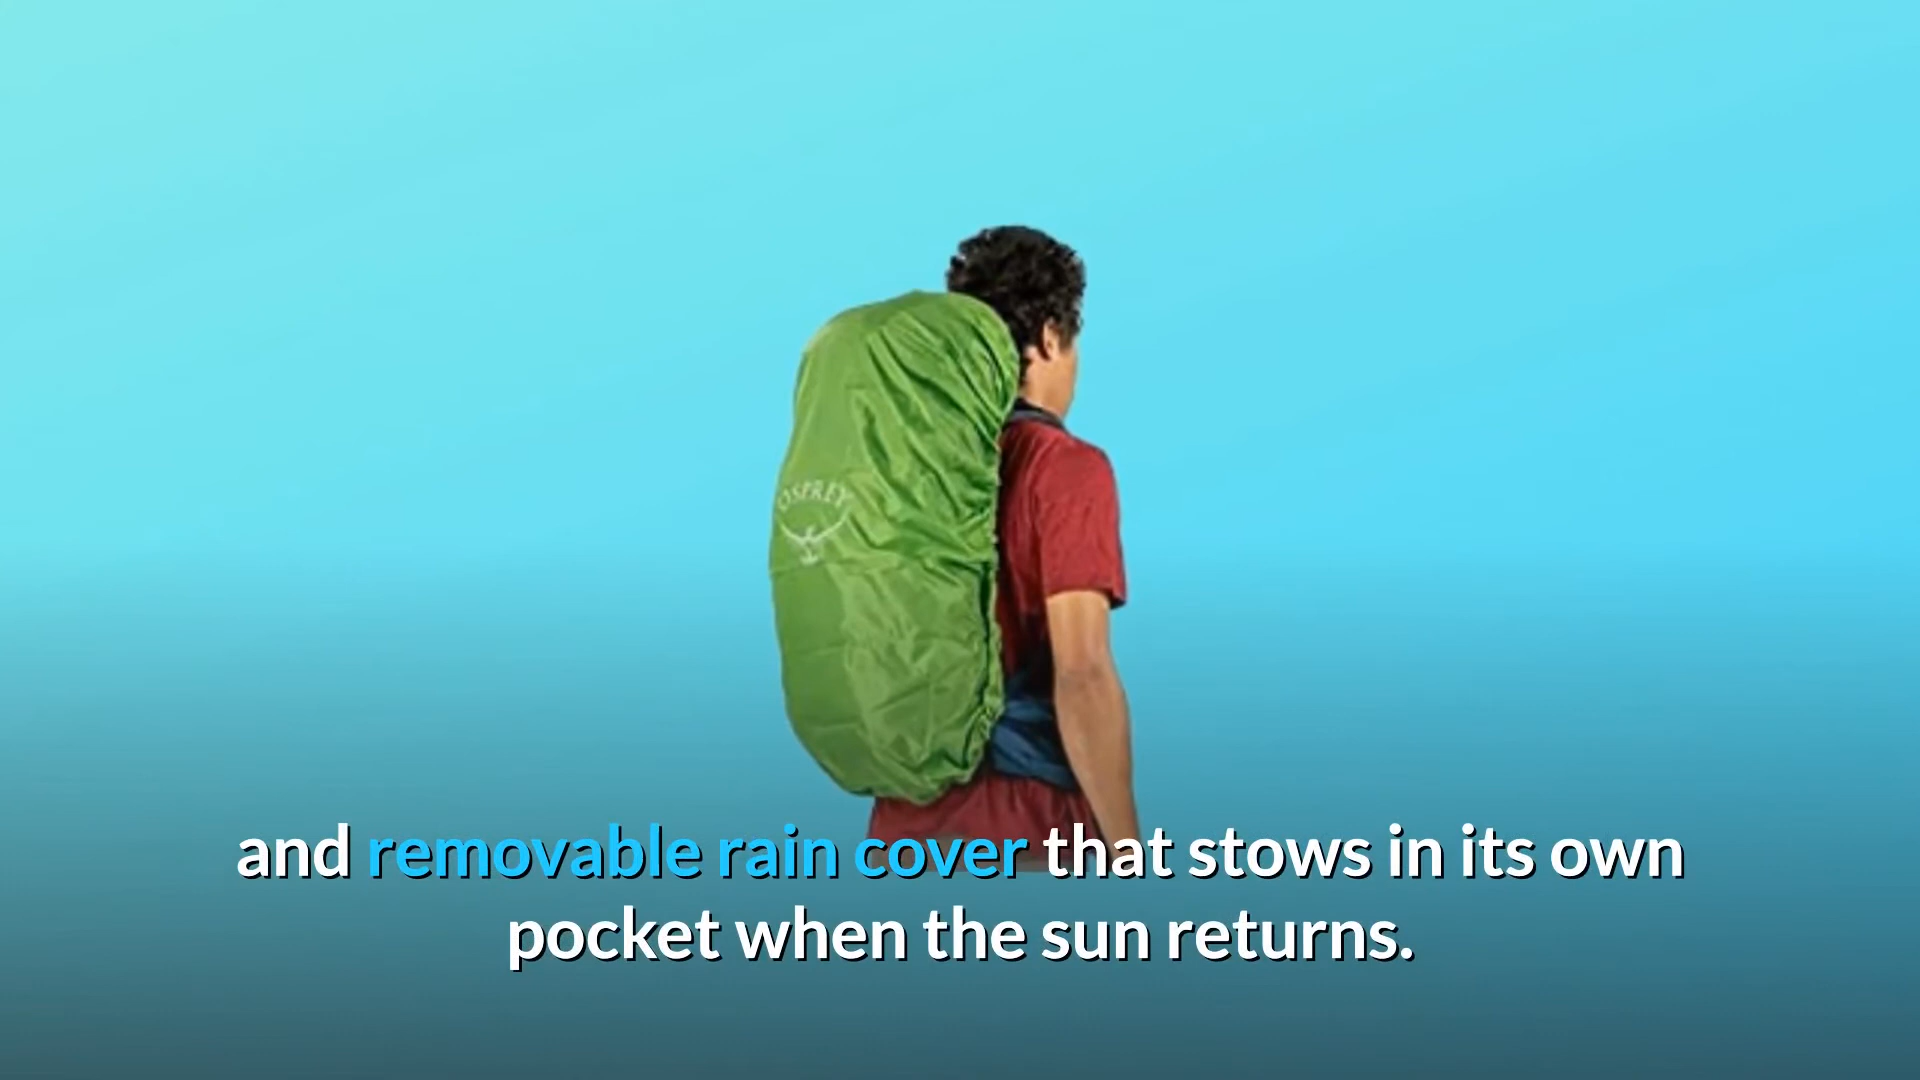 OSPREY
and removable rain cover that stows in its own
pocket when the sun returns.